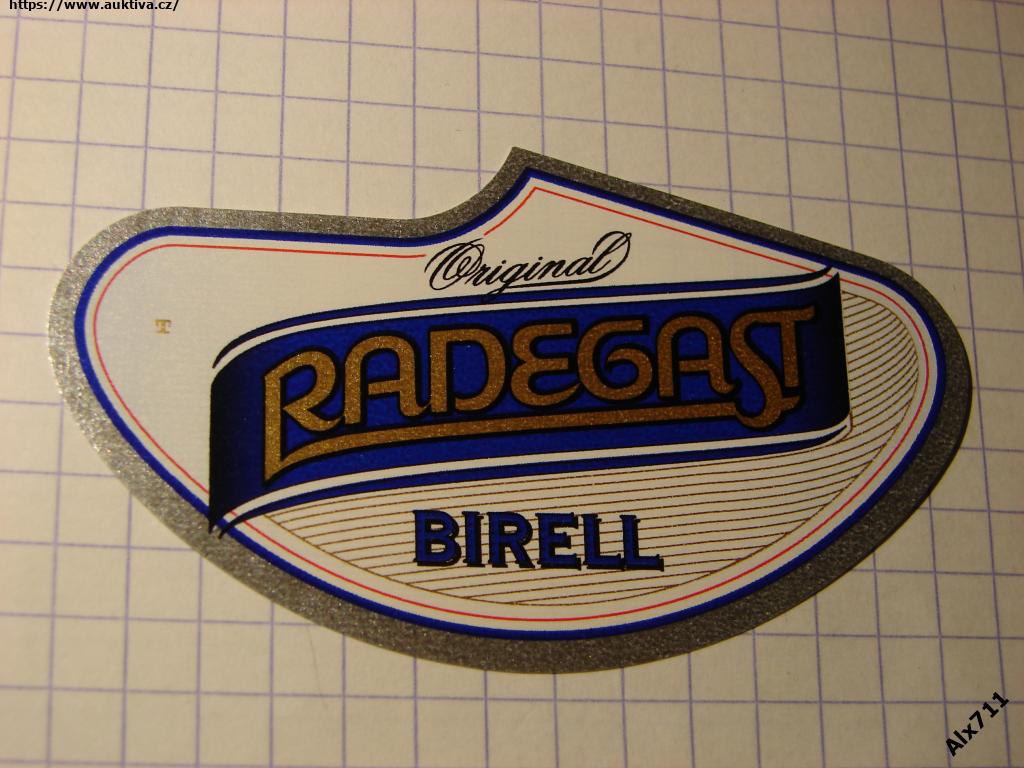 https://www.auktiva.cz/
Original
RADEGAST
T
BIRELL
Alx711